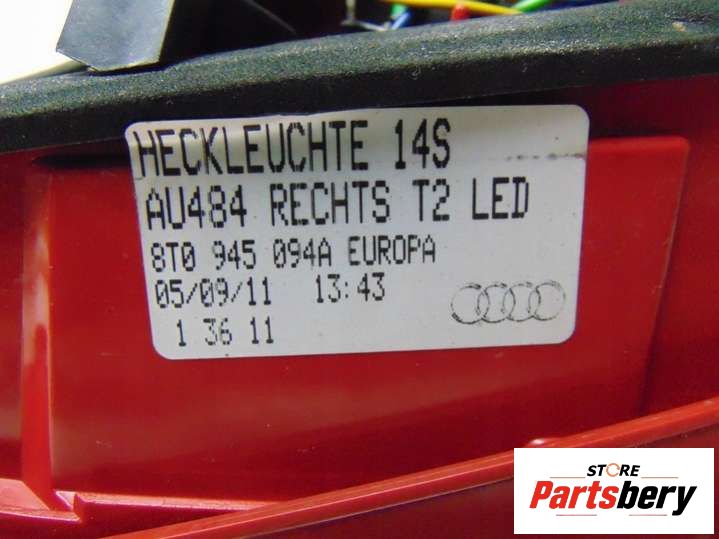 HECKLEUCHTE 14S
AU484 RECHTS T2 LED
8T0 945 094A EUROPA
05/09/11 13:43
1 36 11
STORE
Partsbery